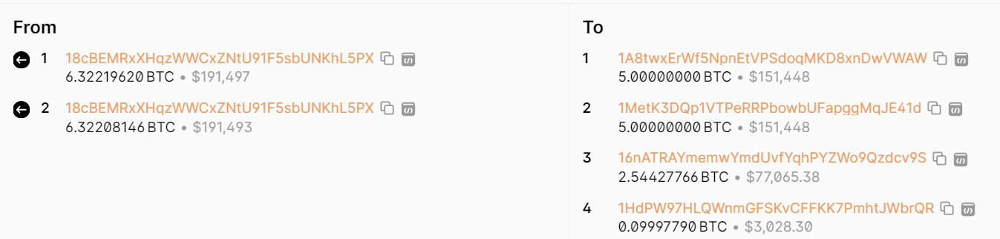 From
1 18cBEMRxXHqzWWCxZNtU91F5sbUNKhL5PX
6.32219620 BTC • $191,497
2 18cBEMRxXHqzWWCxZNtU91F5sbUNKhL5PX
6.32208146 BTC • $191,493
To
1 1A8twxErWf5NpnEtVPSdoqMKD8xnDwVWAW
5.00000000 BTC • $151,448
2 1MetK3DQp1VTPeRRPbowbUFapggMqJE41d
5.00000000 BTC • $151,448
3 16nATRAYmemwYmdUvfYqhPYZWo9Qzdcv9S
2.54427766 BTC • $77,065.38
4 1HdPW97HLQWnmGFSKvCFFKK7PmhtJWbrQR
0.09997790 BTC • $3,028.30